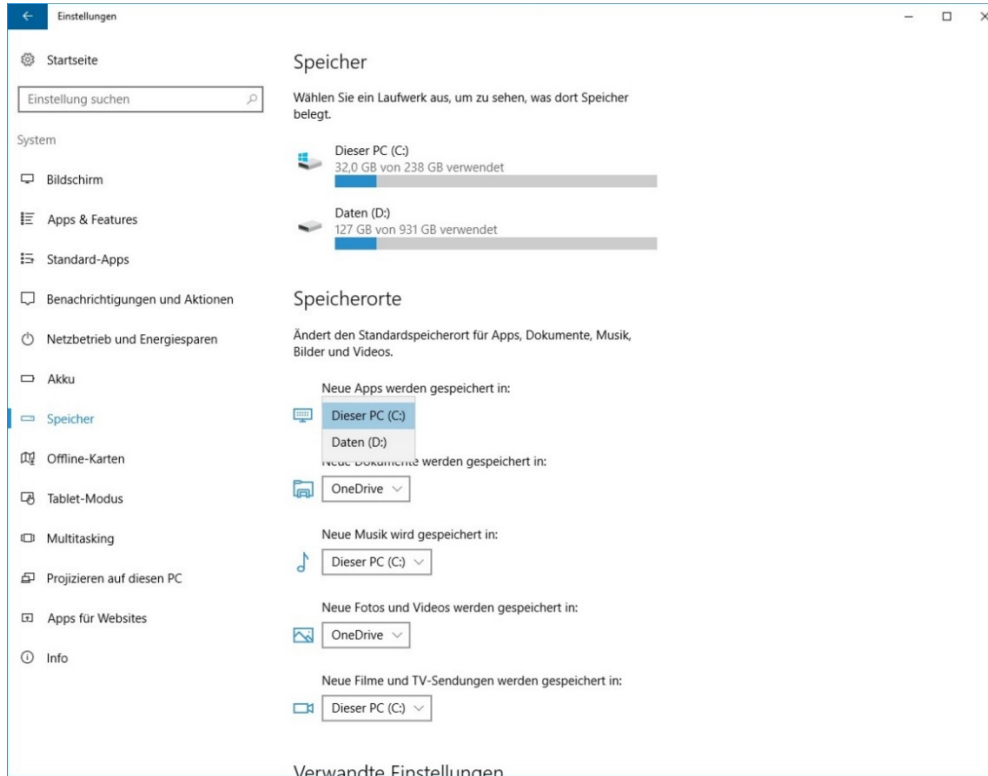 Einstellungen
Startseite
Einstellung suchen
System
Bildschirm
Apps & Features
Standard-Apps
Benachrichtigungen und Aktionen
Netzbetrieb und Energiesparen
Akku
Speicher
Offline-Karten
Tablet-Modus
Multitasking
Projizieren auf diesen PC
Apps für Websites
Info
Speicher
Wählen Sie ein Laufwerk aus, um zu sehen, was dort Speicher
belegt.
Dieser PC (C:)
32,0 GB von 238 GB verwendet
Daten (D:)
127 GB von 931 GB verwendet
Speicherorte
Ändert den Standardspeicherort für Apps, Dokumente, Musik,
Bilder und Videos.
Neue Apps werden gespeichert in:
Dieser PC (C:)
Daten (D:)
Neue Dokumente werden gespeichert in:
OneDrive
Neue Musik wird gespeichert in:
Dieser PC (C:)
Neue Fotos und Videos werden gespeichert in:
OneDrive
Neue Filme und TV-Sendungen werden gespeichert in:
Dieser PC (C:)
Verwandte Einstellungen